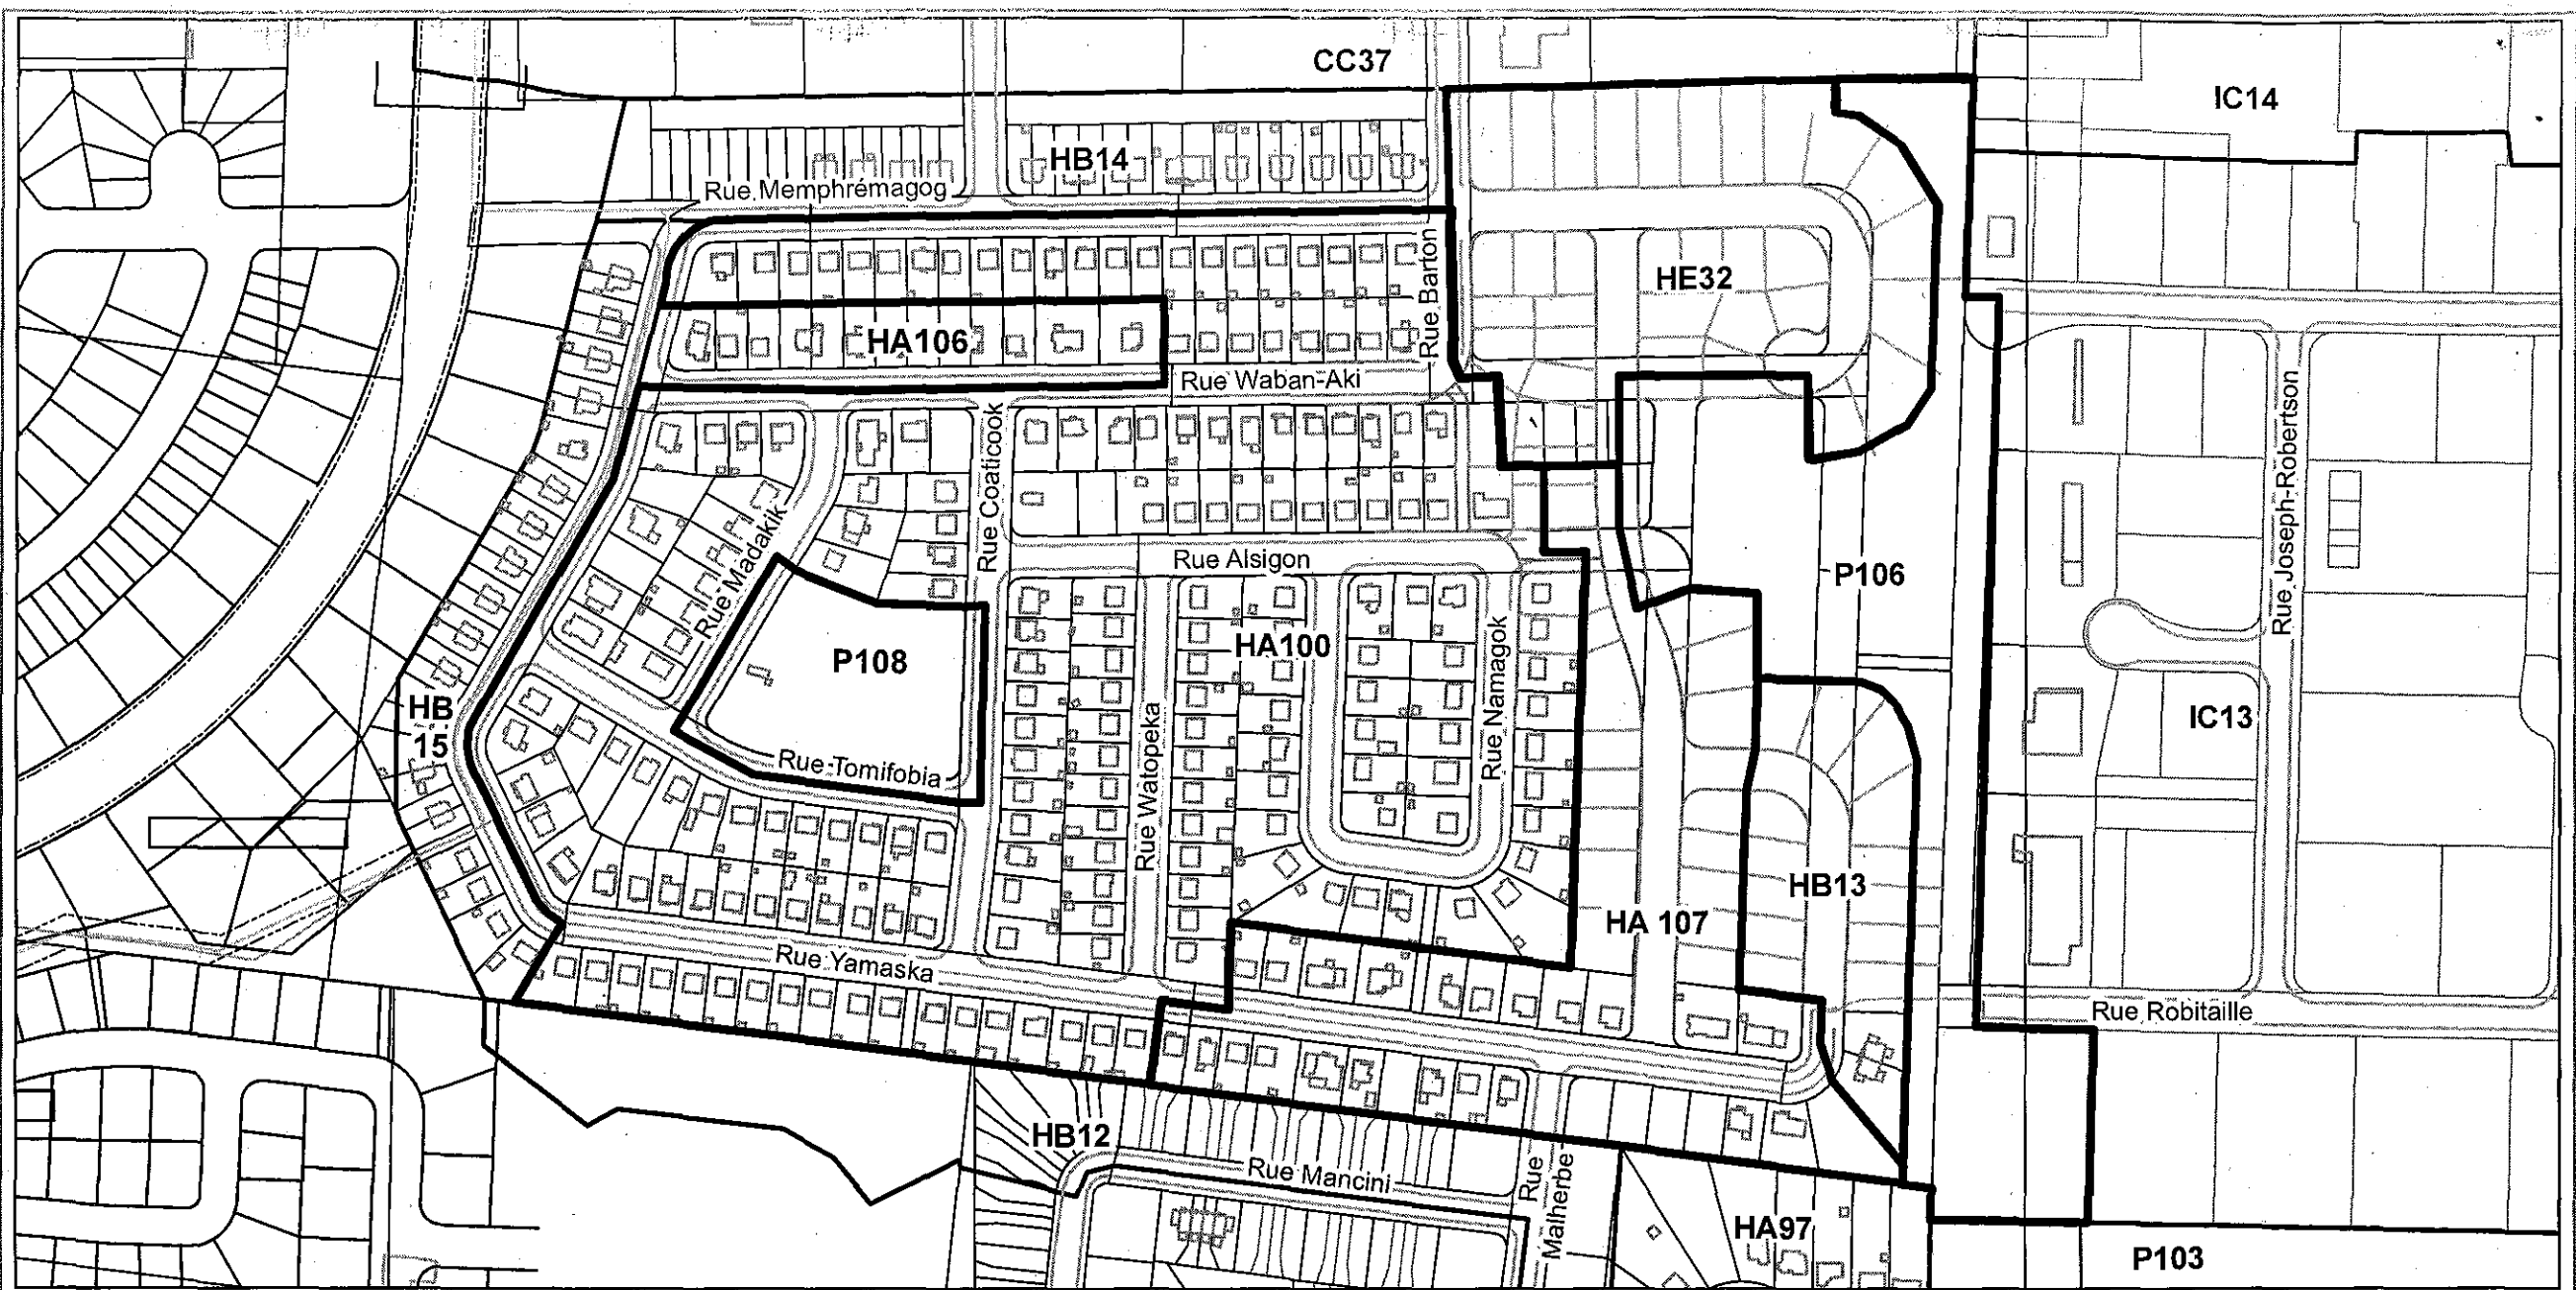 CC37
IC14
HB14
Rue Memphrémagog
Rue Barton
HE32
HA106
Rue Waban-Aki
Rue Coaticook
Rue Joseph-Robertson
Rue Madakik
Rue Alsigon
P106
P108
HA100
Rue Namagok
HB
15
IC13
Rue Tomifobia
Rue Watopeka
HB13
HA 107
Rue Yamaska
Rue Robitaille
HB12
Rue Mancini
Rue
Malherbe
HA97
P103